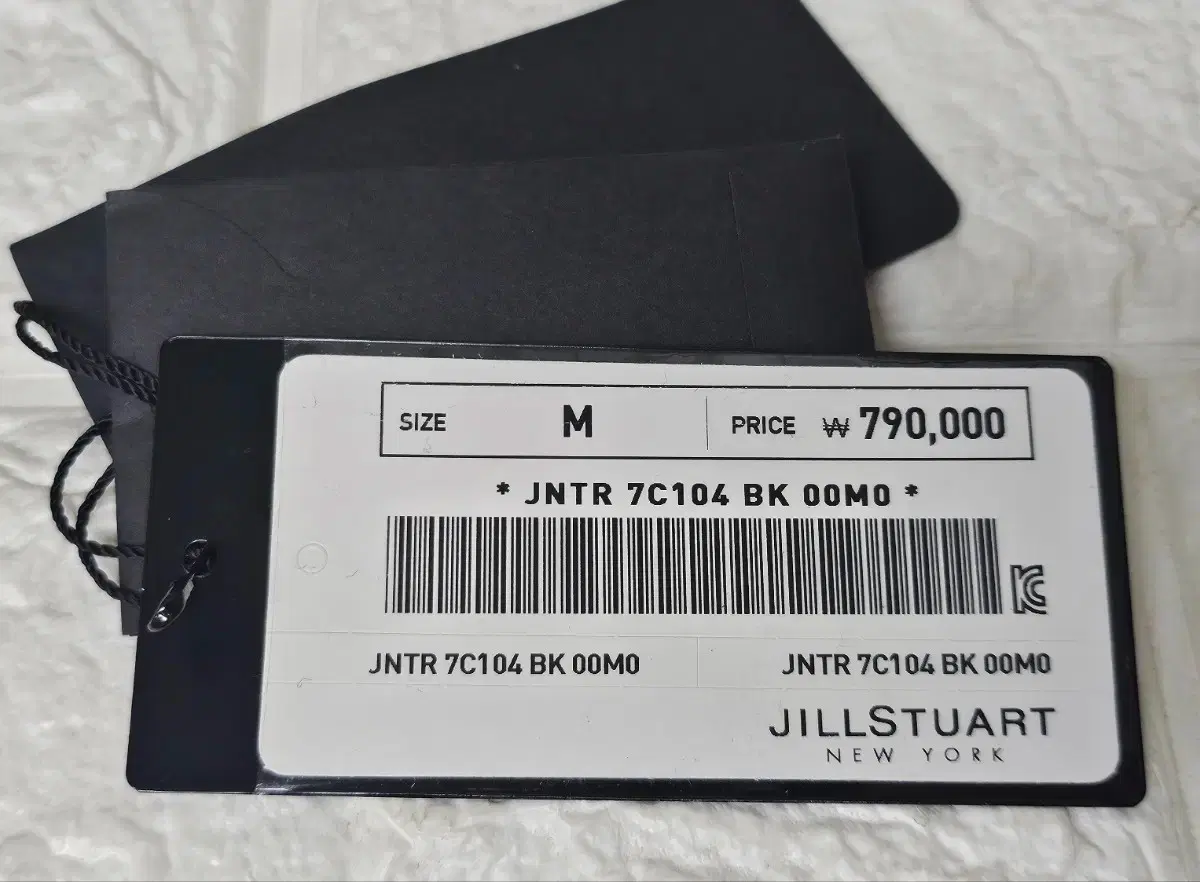 SIZE M PRICE ₩ 790,000
* JNTR 7C104 BK 00M0 *
KC
JNTR 7C104 BK 00M0 JNTR 7C104 BK 00M0
JILLSTUART
NEW YORK